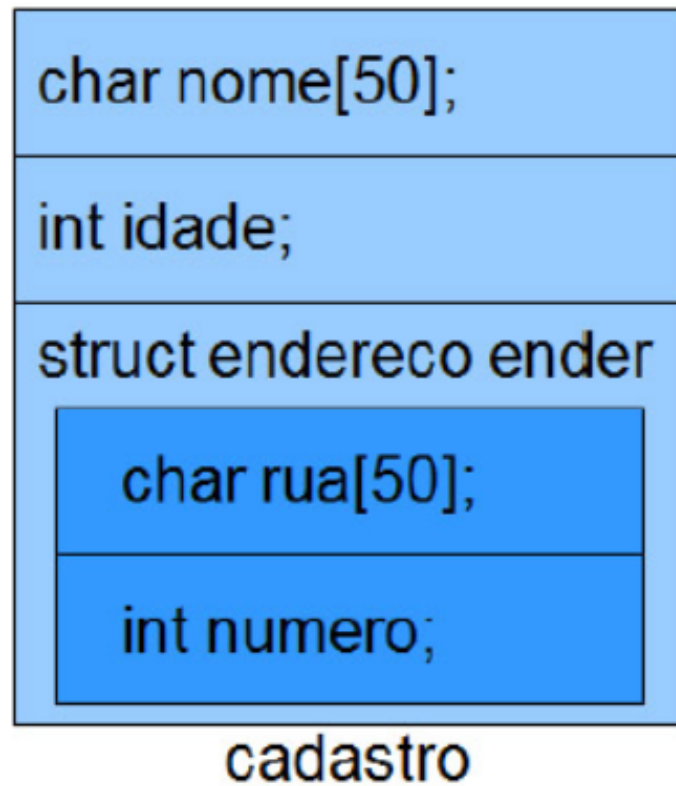 char nome[50];
int idade;
struct endereco ender
char rua[50];
int numero;
cadastro